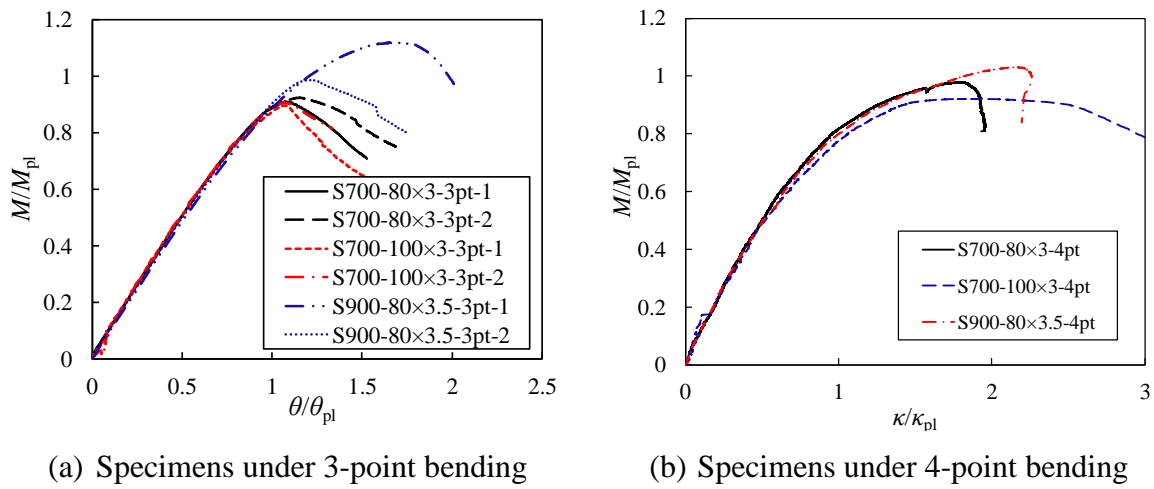 1.2
1
0.8
0.6
0.4
0.2
0
M/Mpl
S700-80×3-3pt-1
S700-80×3-3pt-2
S700-100×3-3pt-1
S700-100×3-3pt-2
S900-80×3.5-3pt-1
S900-80×3.5-3pt-2
0 0.5 1 1.5 2 2.5
θ/θpl
(a) Specimens under 3-point bending
1.2
1
0.8
0.6
0.4
0.2
0
M/Mpl
S700-80×3-4pt
S700-100×3-4pt
S900-80×3.5-4pt
0 1 2 3
κ/κpl
(b) Specimens under 4-point bending